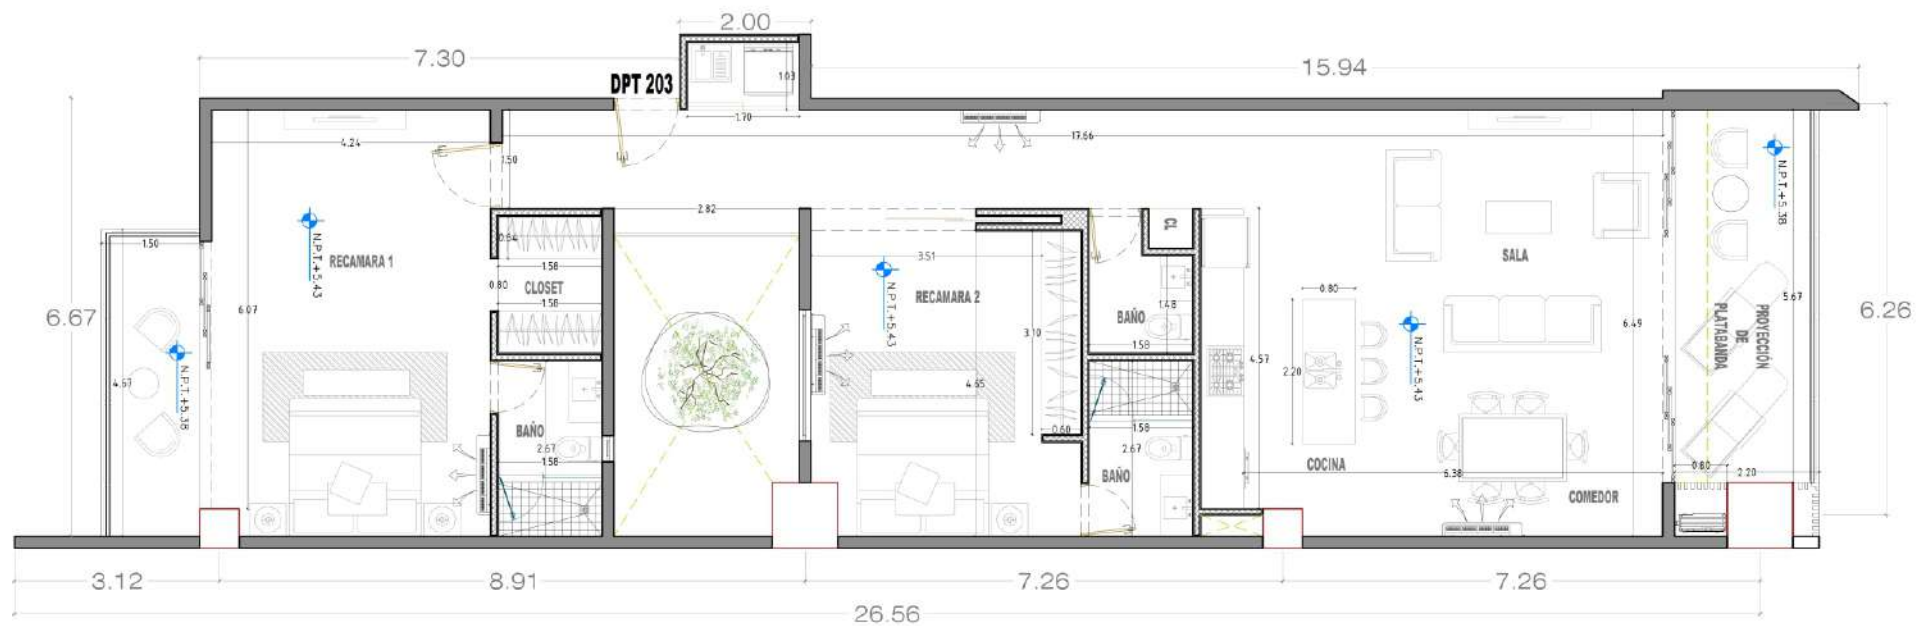 2.00
7.30
15.94
DPT 203
1.03
1.70
17.66
4.24
1.50
2.82
N.P.T.+5.38
N.P.T.+5.43
RECAMARA 1
1.50
0.64
1.58
0.80
CLOSET
1.58
3.51
RECAMARA 2
N.P.T.+5.43
CL
SALA
6.67
6.07
4.67
N.P.T.+5.38
3.10
1.48
BAÑO
1.58
0.80
4.57
2.20
N.P.T.+5.43
6.49
PROYECCIÓN
DE
PLATABANDA
5.67
6.26
4.65
0.60
BAÑO
2.67
1.58
1.58
2.67
BAÑO
COCINA
6.38
COMEDOR
0.80
2.20
3.12
8.91
7.26
7.26
26.56